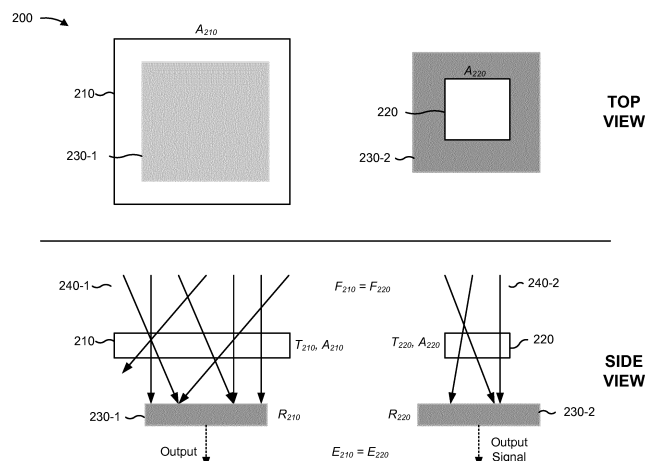 200
A210
210
230-1
A220
220
230-2
TOP
VIEW
240-1
F210 = F220
240-2
210
T210, A210
T220, A220
220
SIDE
VIEW
230-1
R210
R220
230-2
Output
E210 = E220
Output
Signal